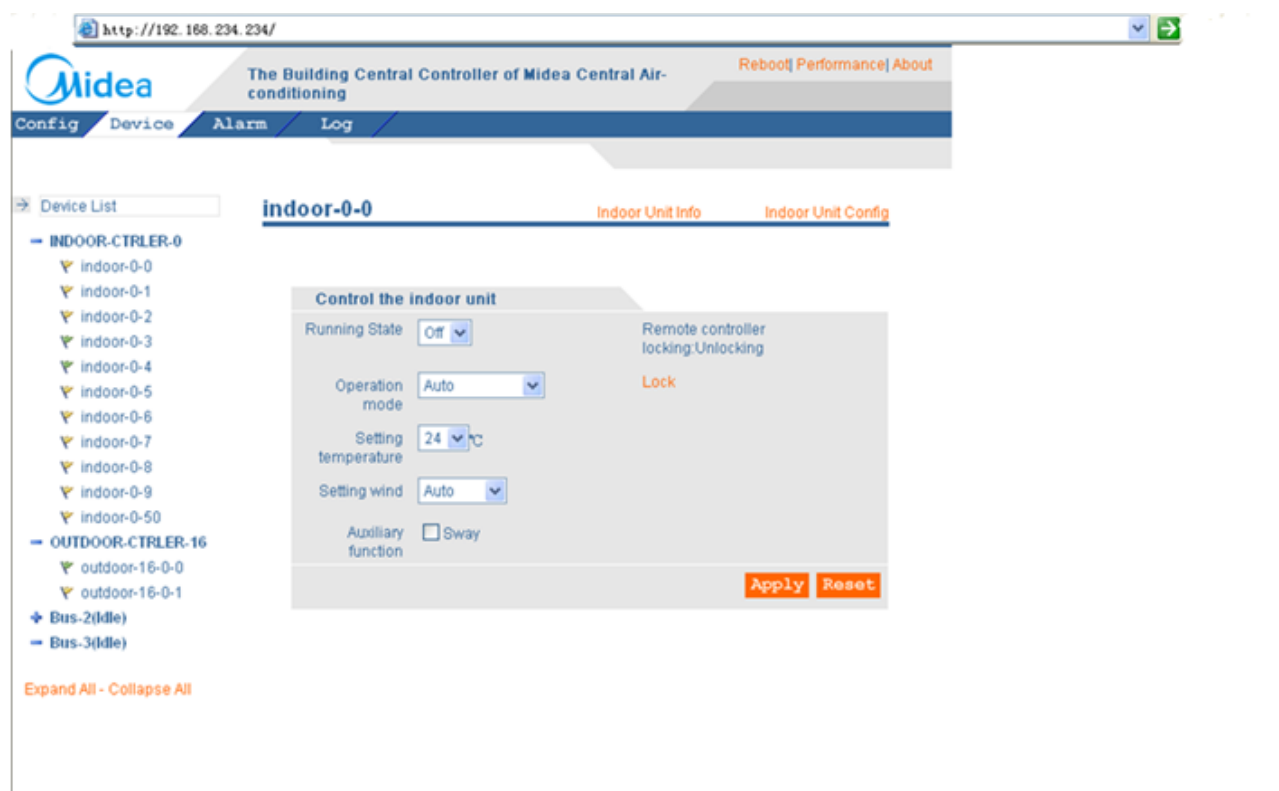 http://192.168.234.234/
Midea
The Building Central Controller of Midea Central Air-
conditioning
Reboot| Performance| About
Config Device Alarm Log
Device List
indoor-0-0 Indoor Unit Info Indoor Unit Config
INDOOR-CTRLER-0
indoor-0-0
indoor-0-1
indoor-0-2
indoor-0-3
indoor-0-4
indoor-0-5
indoor-0-6
indoor-0-7
indoor-0-8
indoor-0-9
indoor-0-50
OUTDOOR-CTRLER-16
outdoor-16-0-0
outdoor-16-0-1
Bus-2(Idle)
Bus-3(Idle)
Expand All - Collapse All
Control the indoor unit
Running State Off
Remote controller
locking:Unlocking
Lock
Operation
mode
Auto
Setting
temperature
24 ℃
Setting wind Auto
Auxiliary
function
Sway
Apply Reset